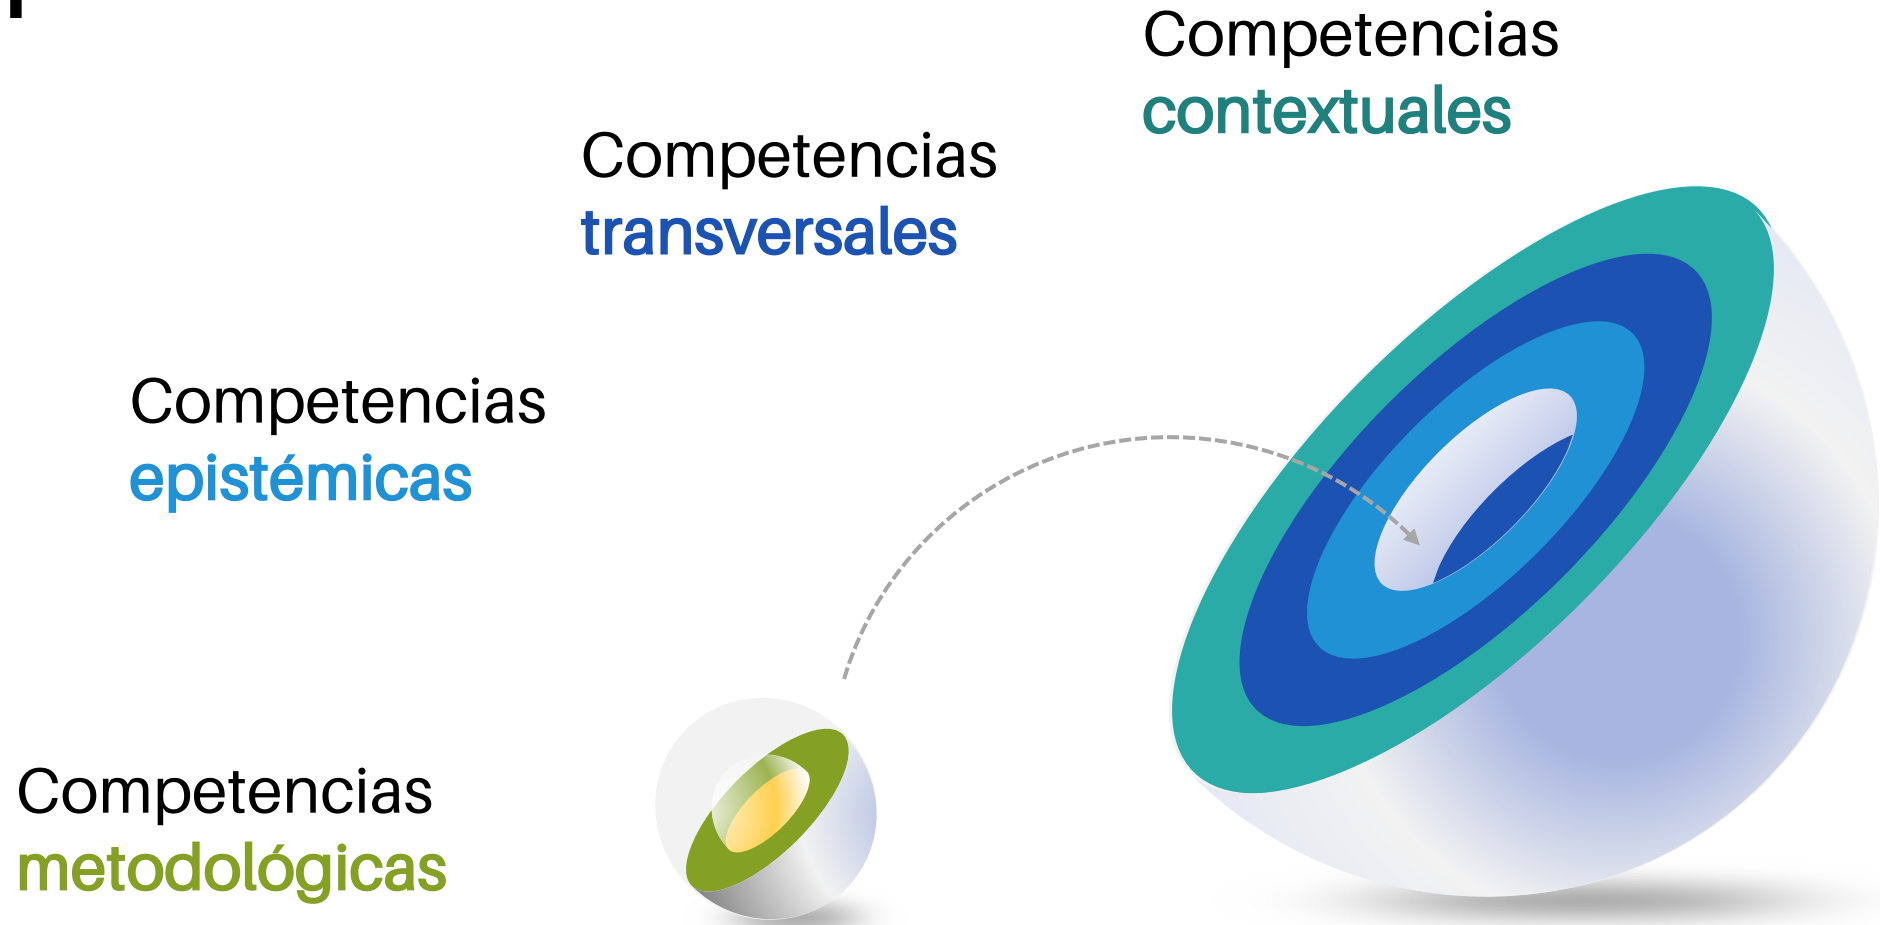 Competencias
contextuales
Competencias
transversales
Competencias
epistémicas
Competencias
metodológicas